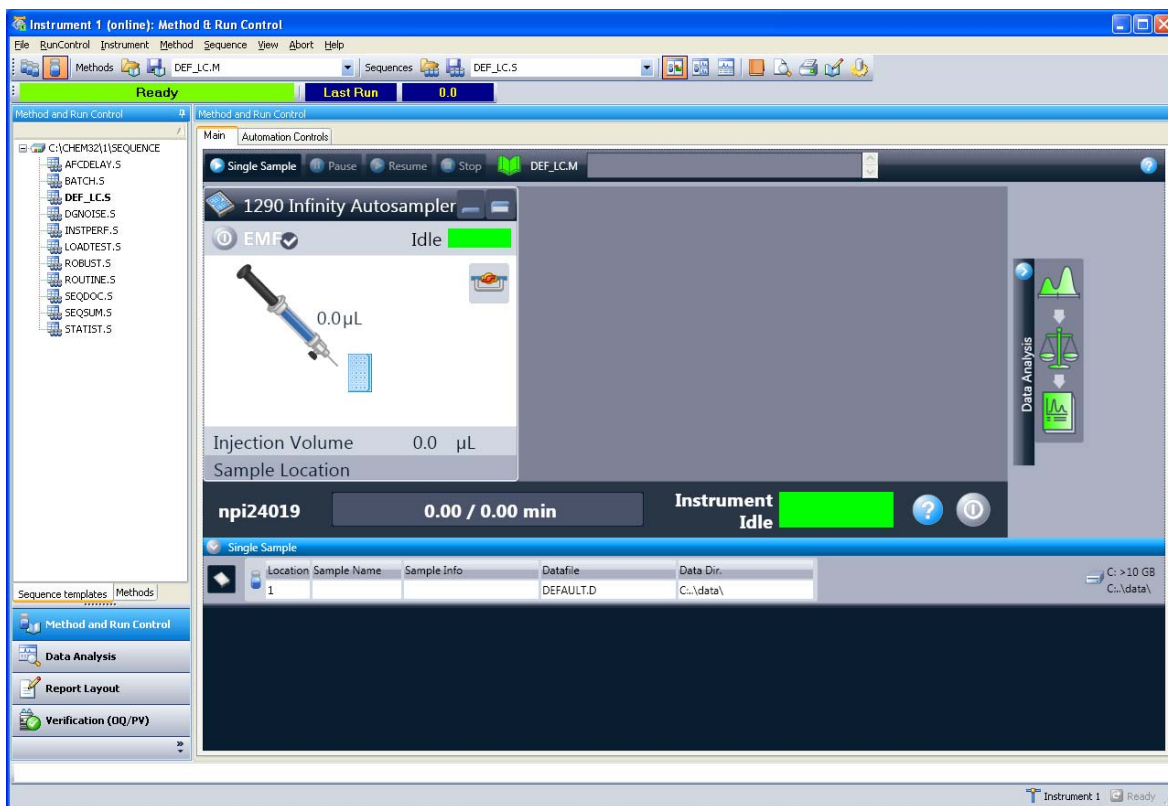 Instrument 1 (online): Method & Run Control
File RunControl Instrument Method Sequence View Abort Help
Methods DEF_LC.M Sequences DEF_LC.S
Ready Last Run 0.0
Method and Run Control
C:\CHEM32\1\SEQUENCE
AFCDELAY.S
BATCH.S
DEF_LC.S
DGNOISE.S
INSTPERF.S
LOADTEST.S
ROBUST.S
ROUTINE.S
SEQDOC.S
SEQSUM.S
STATIST.S
Sequence templates Methods
Method and Run Control
Data Analysis
Report Layout
Verification (OQ/PV)
Method and Run Control
Main Automation Controls
Single Sample Pause Resume Stop DEF_LC.M
1290 Infinity Autosampler
EMF Idle
0.0 µL
Injection Volume 0.0 µL
Sample Location
Data Analysis
npi24019 0.00 / 0.00 min Instrument
Idle
Single Sample
Location Sample Name Sample Info Datafile Data Dir.
1 DEFAULT.D C:..\data\
C: >10 GB
C:..\data\
Instrument 1 Ready